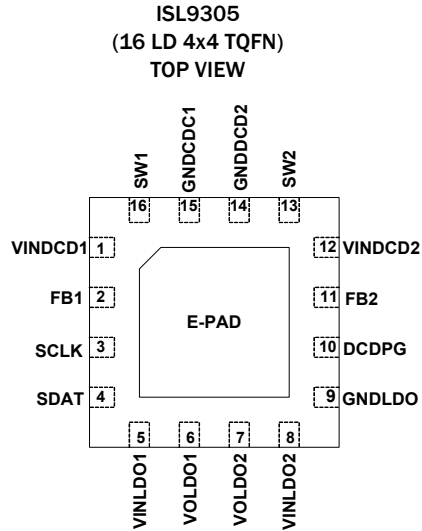 ISL9305
(16 LD 4x4 TQFN)
TOP VIEW
SW1
GNDCDC1
GNDDCD2
SW2
16
15
14
13
VINDCD1 1
12 VINDCD2
FB1 2
11 FB2
E-PAD
SCLK 3
10 DCDPG
SDAT 4
9 GNDLDO
5
6
7
8
VINLDO1
VOLDO1
VOLDO2
VINLDO2